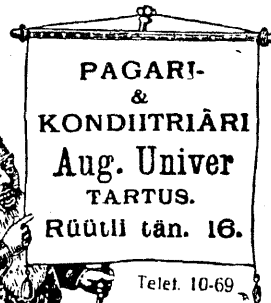 PAGARI-
&
KONDIITRIÄRI
Aug. Univer
TARTUS.
Rüütli tän. 16.
Telef. 10-69